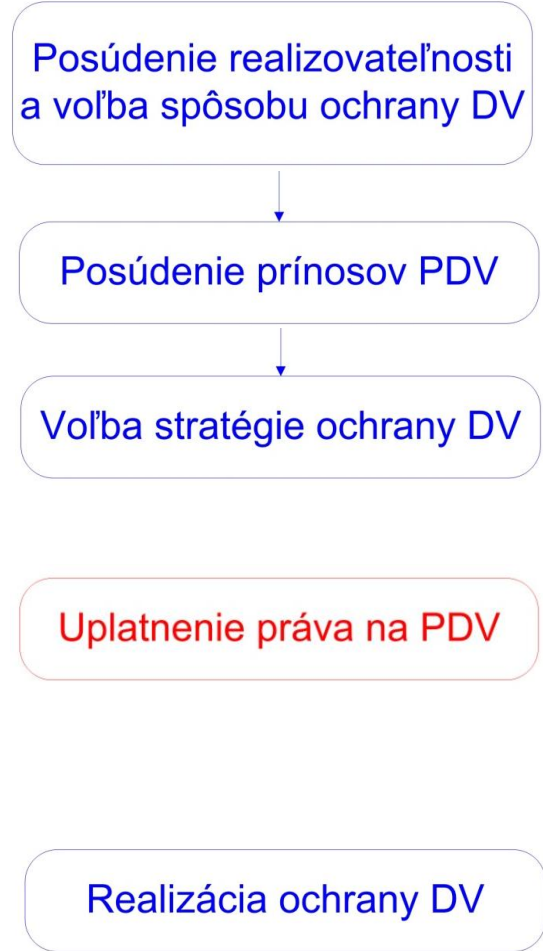 Posúdenie realizovateľnosti
a voľba spôsobu ochrany DV
Posúdenie prínosov PDV
Voľba stratégie ochrany DV
Uplatnenie práva na PDV
Realizácia ochrany DV